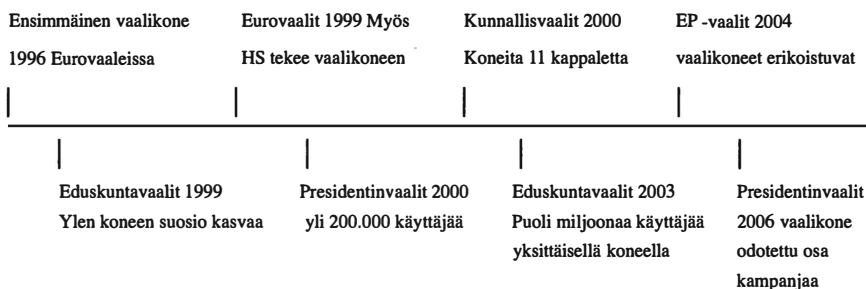 Ensimmäinen vaalikone
1996 Eurovaaleissa
Eurovaalit 1999 Myös
HS tekee vaalikoneen
Kunnallisvaalit 2000
Koneita 11 kappaletta
EP -vaalit 2004
vaalikoneet erikoistuvat
Eduskuntavaalit 1999
Ylen koneen suosio kasvaa
Presidentinvaalit 2000
yli 200.000 käyttäjää
Eduskuntavaalit 2003
Puoli miljoonaa käyttäjää
yksittäisellä koneella
Presidentinvaalit
2006 vaalikone
odotettu osa
kampanjaa